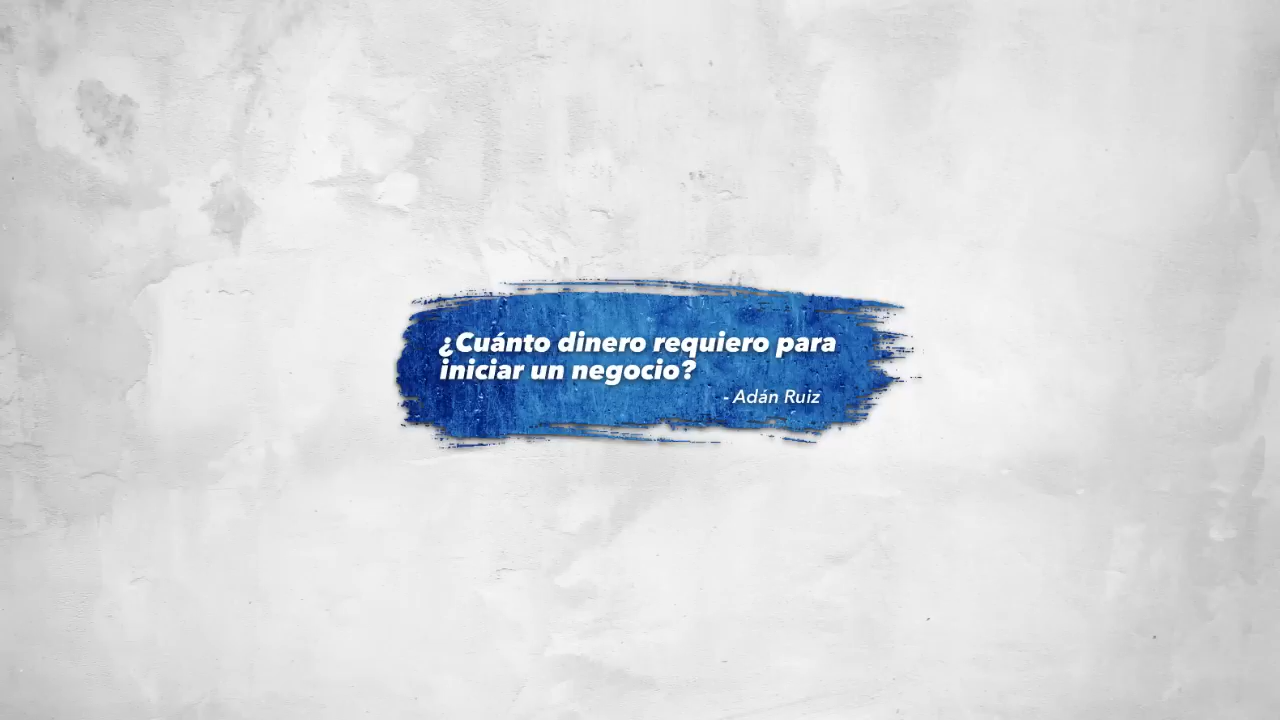 ¿Cuánto dinero requiero para
iniciar un negocio?
- Adán Ruiz